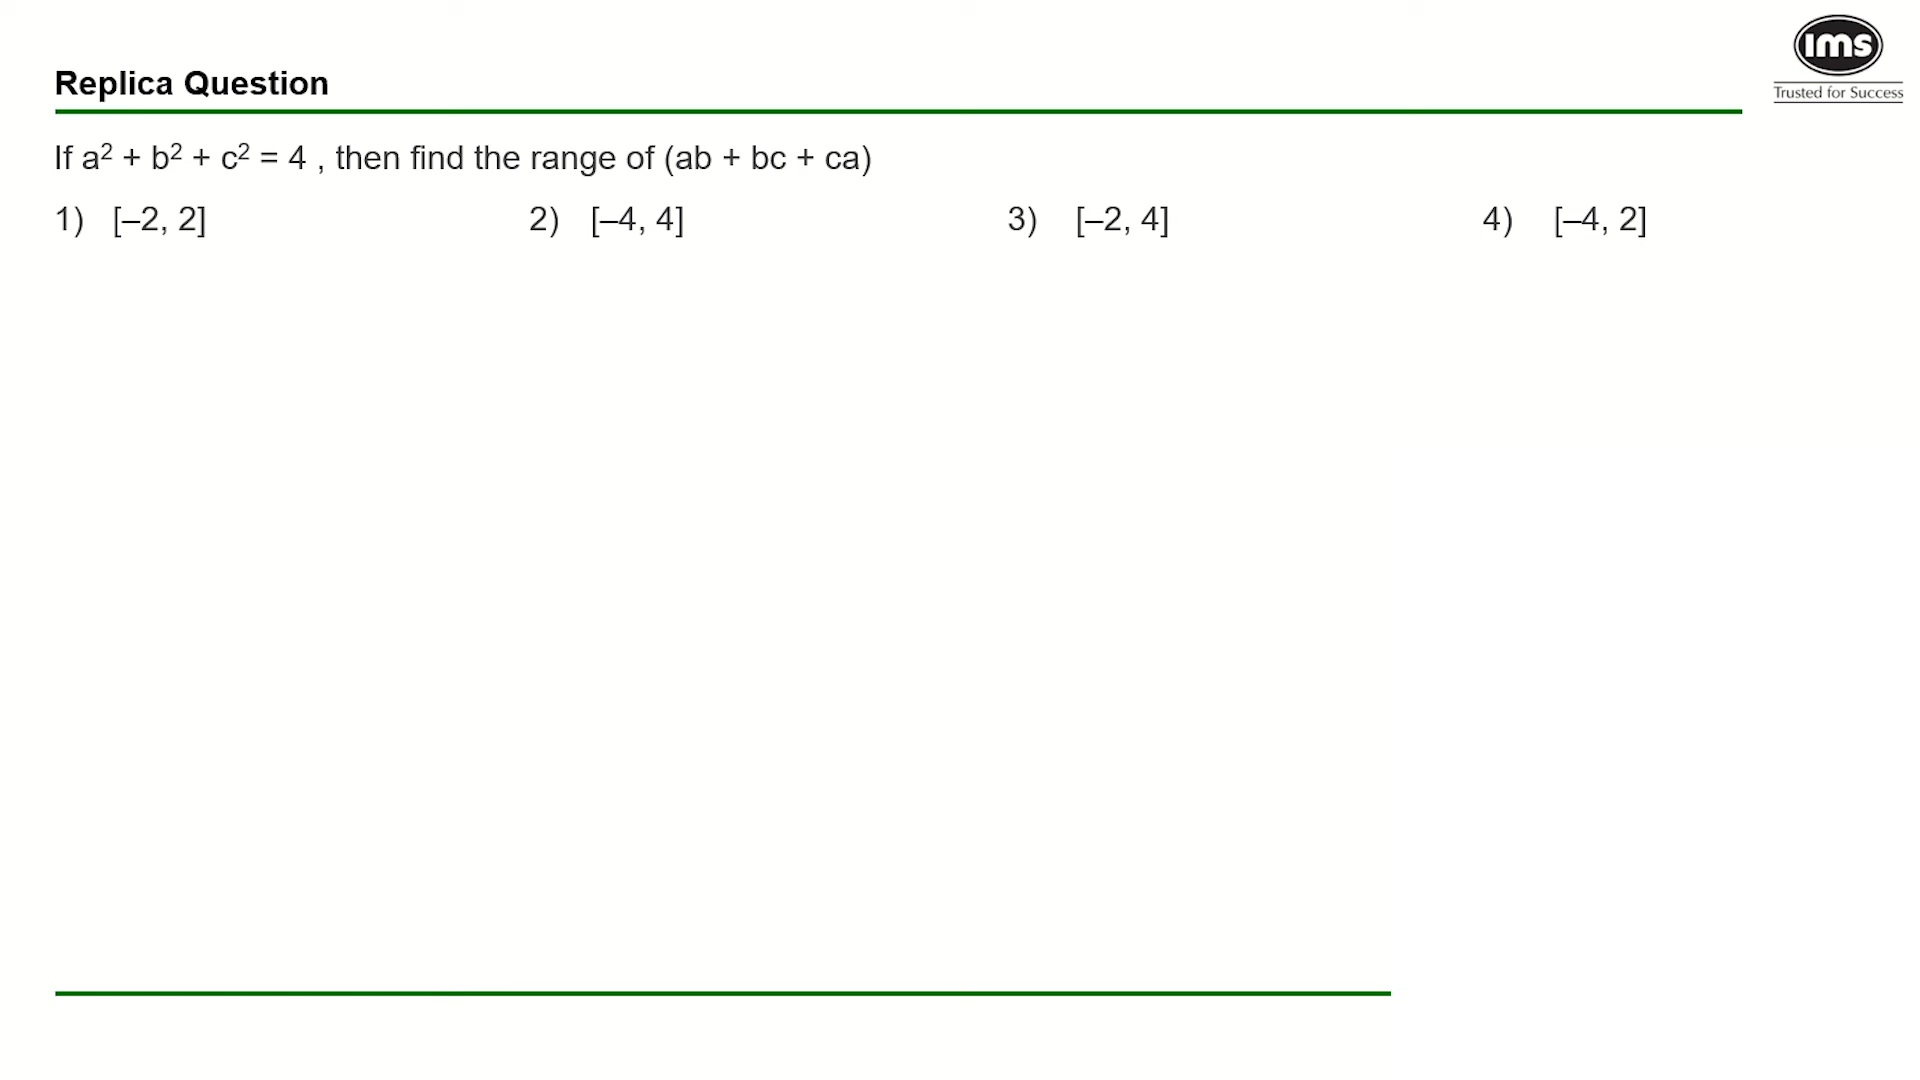 ims
Trusted for Success
Replica Question
If a² + b² + c² = 4 , then find the range of (ab + bc + ca)
1) [–2, 2] 2) [–4, 4] 3) [–2, 4] 4) [–4, 2]